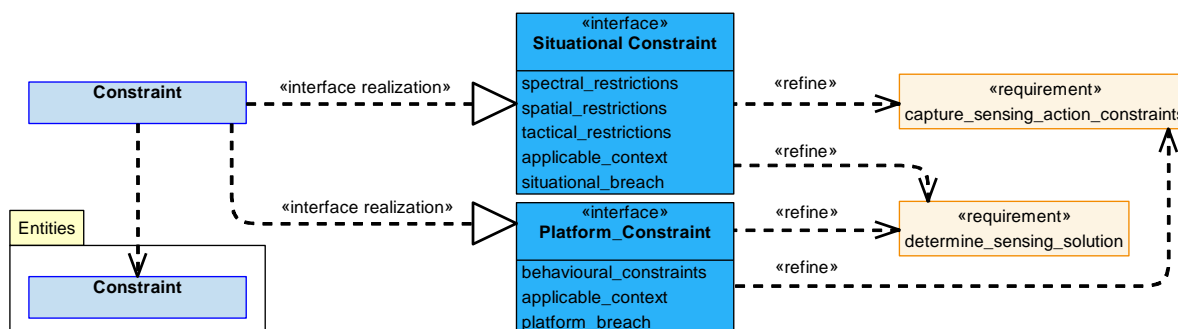 «interface»
Situational Constraint
spectral_restrictions
spatial_restrictions
tactical_restrictions
applicable_context
situational_breach
Constraint
«interface realization»
«refine»
«requirement»
capture_sensing_action_constraints
«refine»
«interface realization»
«interface»
Platform_Constraint
behavioural_constraints
applicable_context
platform_breach
«refine»
«requirement»
determine_sensing_solution
«refine»
Entities
Constraint